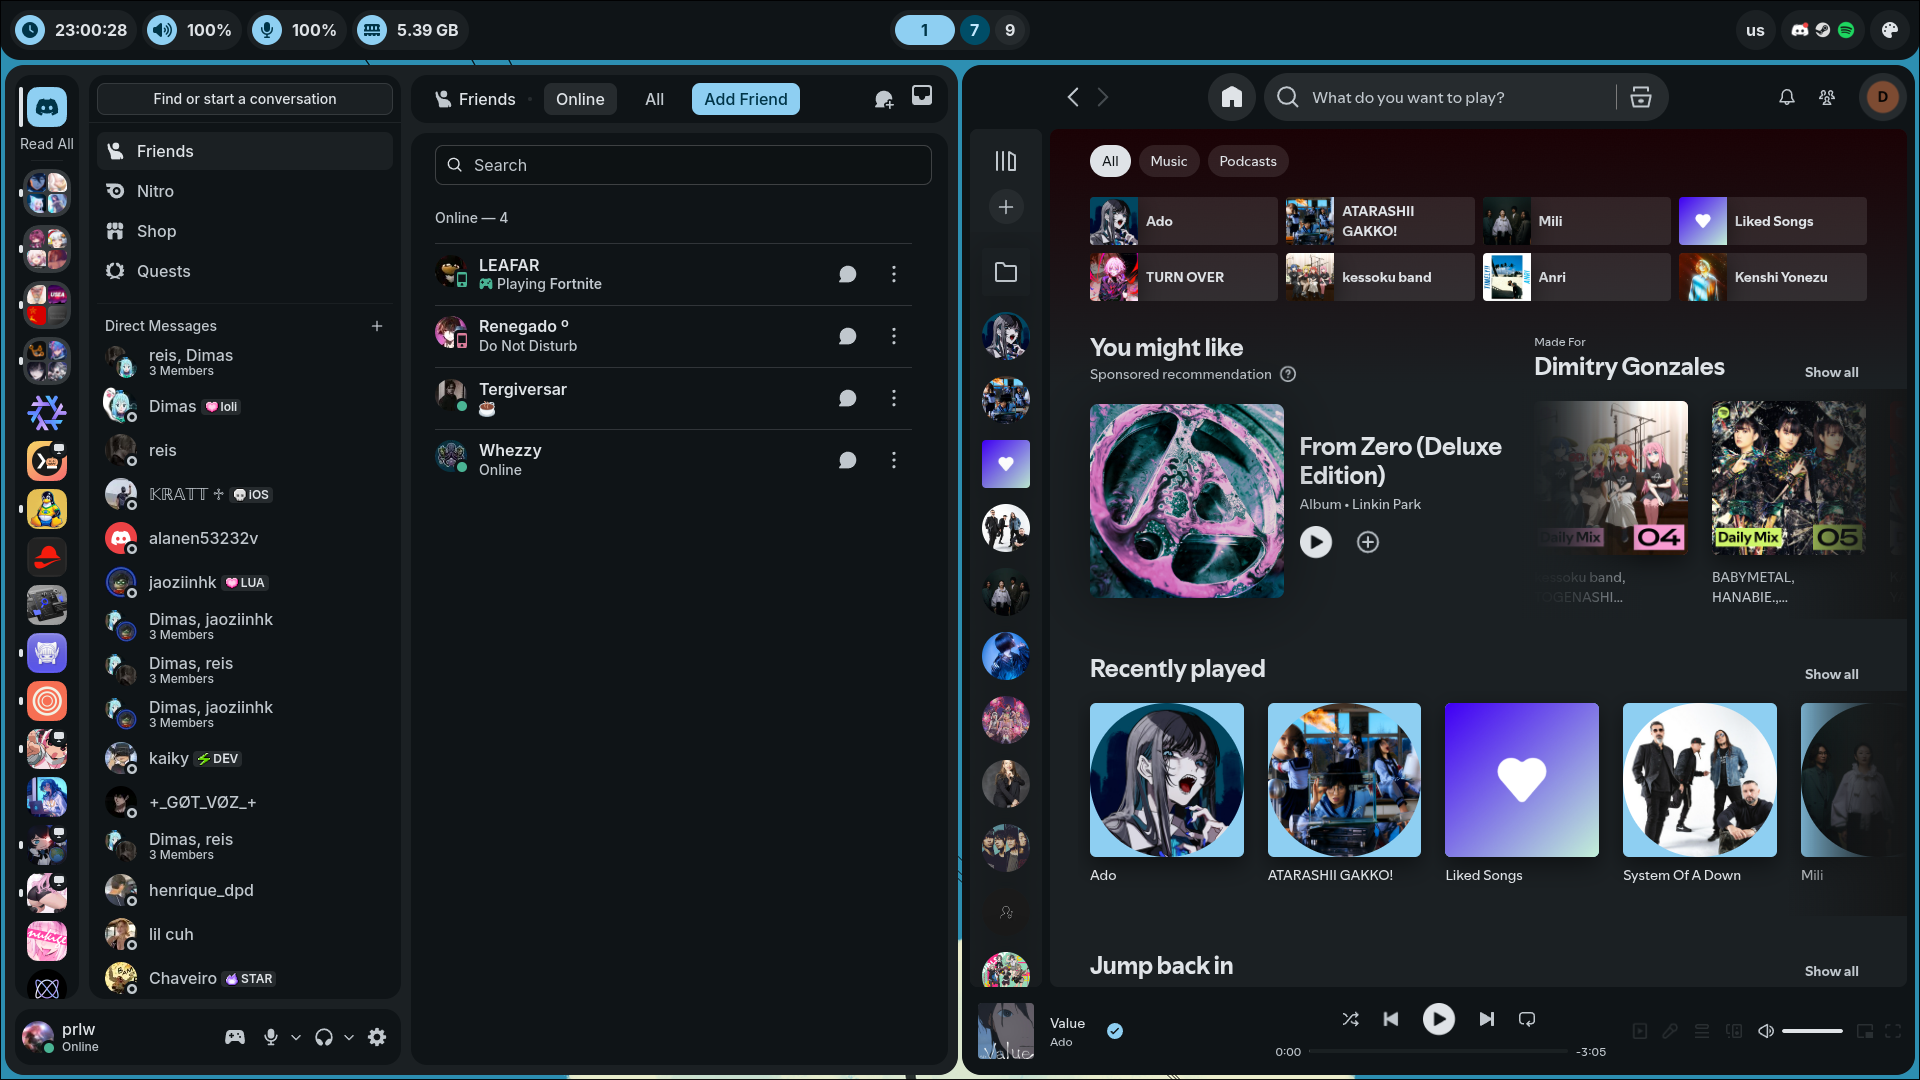 23:00:28
100%
100%
5.39 GB
1
7
9
us
Read All
Find or start a conversation
Friends
Nitro
Shop
Quests
Direct Messages
reis, Dimas
3 Members
Dimas loli
reis
𝕂ℝ𝔸𝕋𝕋 ♱ iOS
alanen53232v
jaoziinhk LUA
Dimas, jaoziinhk
3 Members
Dimas, reis
3 Members
Dimas, jaoziinhk
3 Members
kaiky DEV
+_GØT_VØZ_+
Dimas, reis
3 Members
henrique_dpd
lil cuh
Chaveiro STAR
prlw
Online
Friends
Online
All
Add Friend
Search
Online — 4
LEAFAR
Playing Fortnite
Renegado º
Do Not Disturb
Tergiversar
Whezzy
Online
What do you want to play?
D
All
Music
Podcasts
Ado
ATARASHII
GAKKO!
Mili
Liked Songs
TURN OVER
kessoku band
Anri
Kenshi Yonezu
You might like
Sponsored recommendation
From Zero (Deluxe
Edition)
Album • Linkin Park
Made For
Dimitry Gonzales
Show all
Daily Mix 04
essoku band,
OGENASHI...
Daily Mix 05
BABYMETAL,
HANABIE.,...
Recently played
Show all
Ado
ATARASHII GAKKO!
Liked Songs
System Of A Down
Mili
Jump back in
Show all
Value
Value
Ado
0:00
-3:05